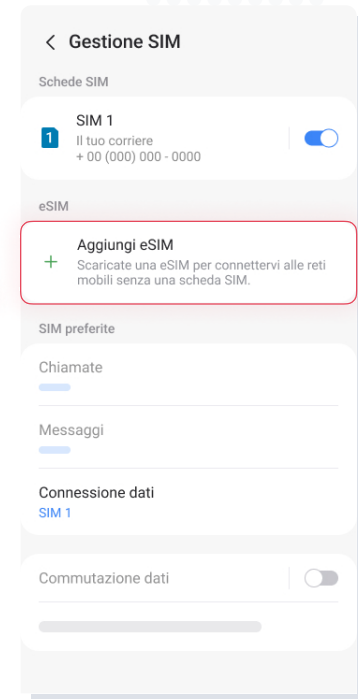 Gestione SIM
Schede SIM
SIM 1
1
Il tuo corriere
+ 00 (000) 000 - 0000
eSIM
Aggiungi eSIM
Scaricate una eSIM per connettervi alle reti
mobili senza una scheda SIM.
SIM preferite
Chiamate
Messaggi
Connessione dati
SIM 1
Commutazione dati